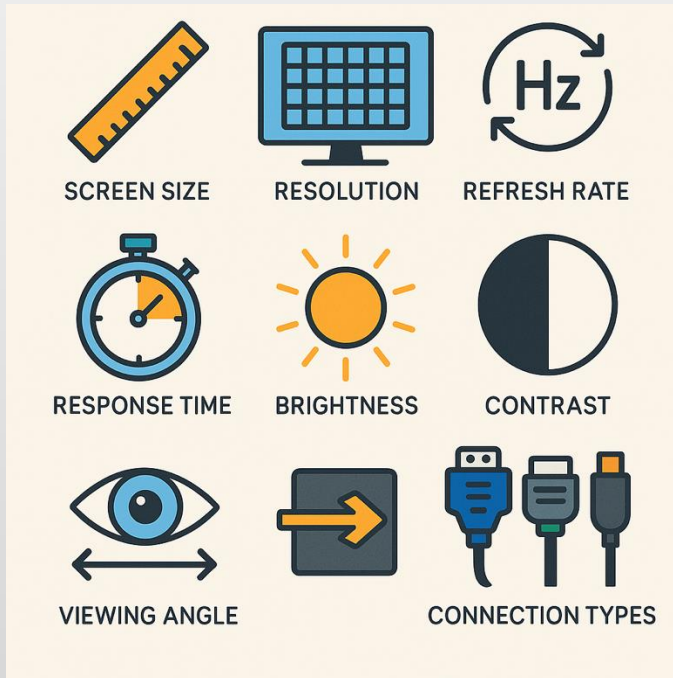 SCREEN SIZE
RESOLUTION
Hz
REFRESH RATE
RESPONSE TIME
BRIGHTNESS
CONTRAST
VIEWING ANGLE
CONNECTION TYPES